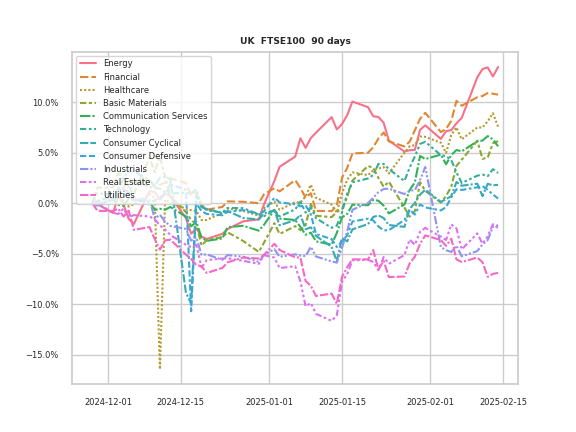 UK FTSE100 90 days
Energy
Financial
Healthcare
Basic Materials
Communication Services
Technology
Consumer Cyclical
Consumer Defensive
Industrials
Real Estate
Utilities
10.0%
5.0%
0.0%
−5.0%
−10.0%
−15.0%
2024-12-01 2024-12-15 2025-01-01 2025-01-15 2025-02-01 2025-02-15